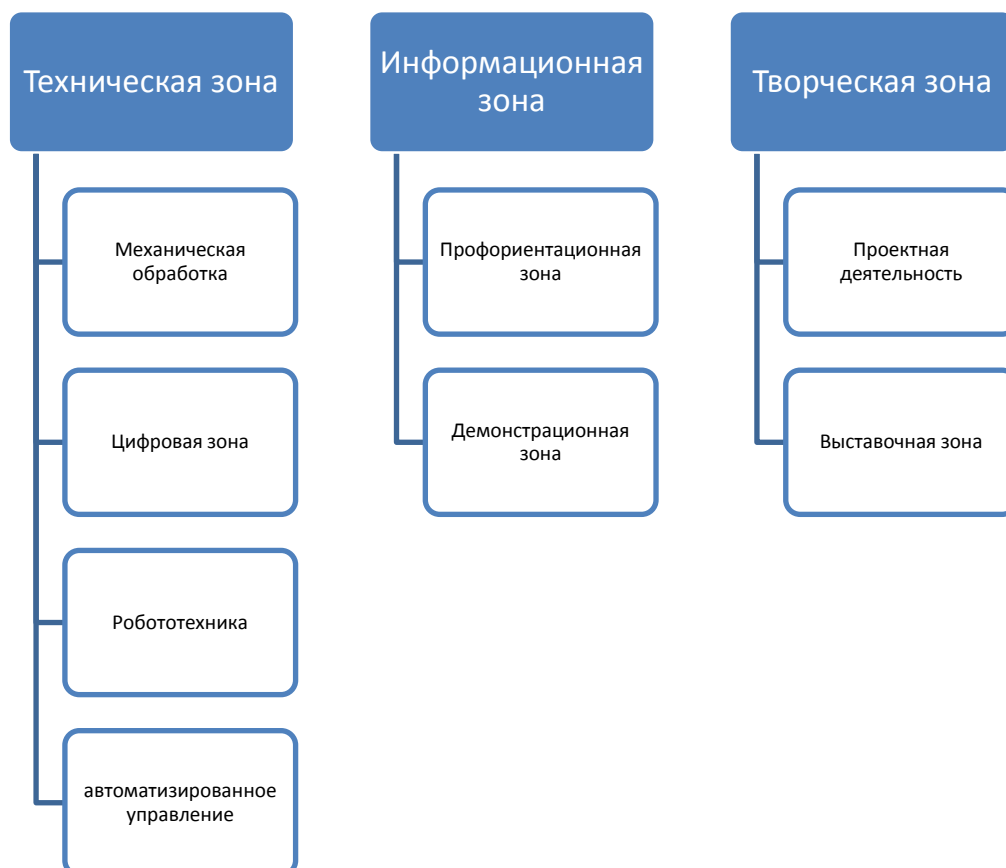 Техническая зона
Механическая
обработка
Цифровая зона
Робототехника
автоматизированное
управление
Информационная
зона
Профориентационная
зона
Демонстрационная
зона
Творческая зона
Проектная
деятельность
Выставочная зона